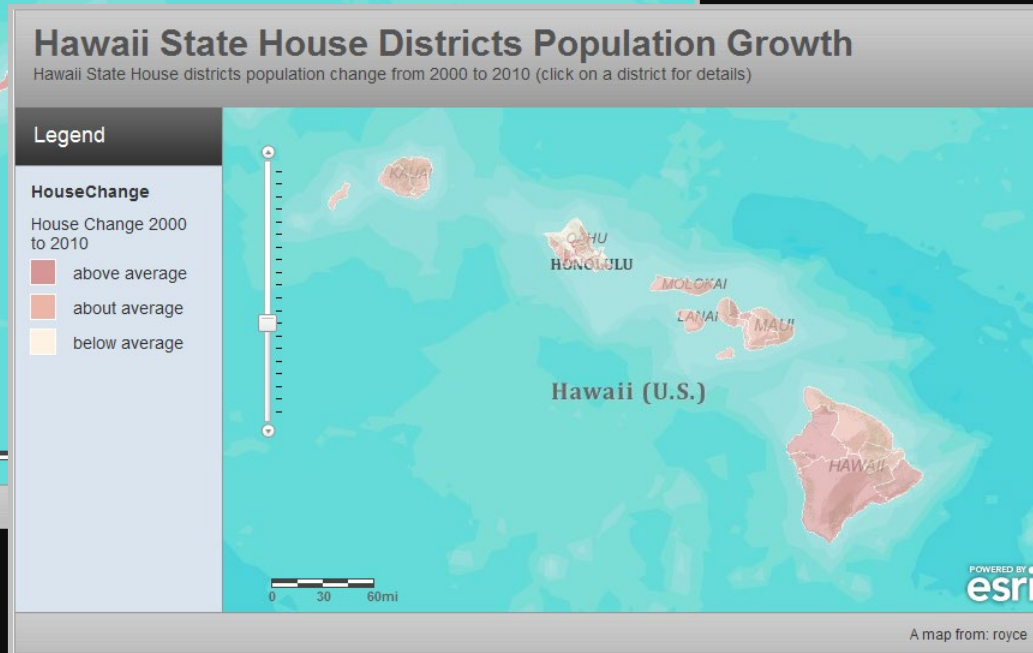 Hawaii State House Districts Population Growth
Hawaii State House districts population change from 2000 to 2010 (click on a district for details)
Legend
HouseChange
House Change 2000
to 2010
above average
about average
below average
KAUAI
OAHU
HONOLULU
MOLOKAI
LANAI
MAUI
Hawaii (U.S.)
HAWAII
0 30 60mi
POWERED BY
esri
A map from: royce